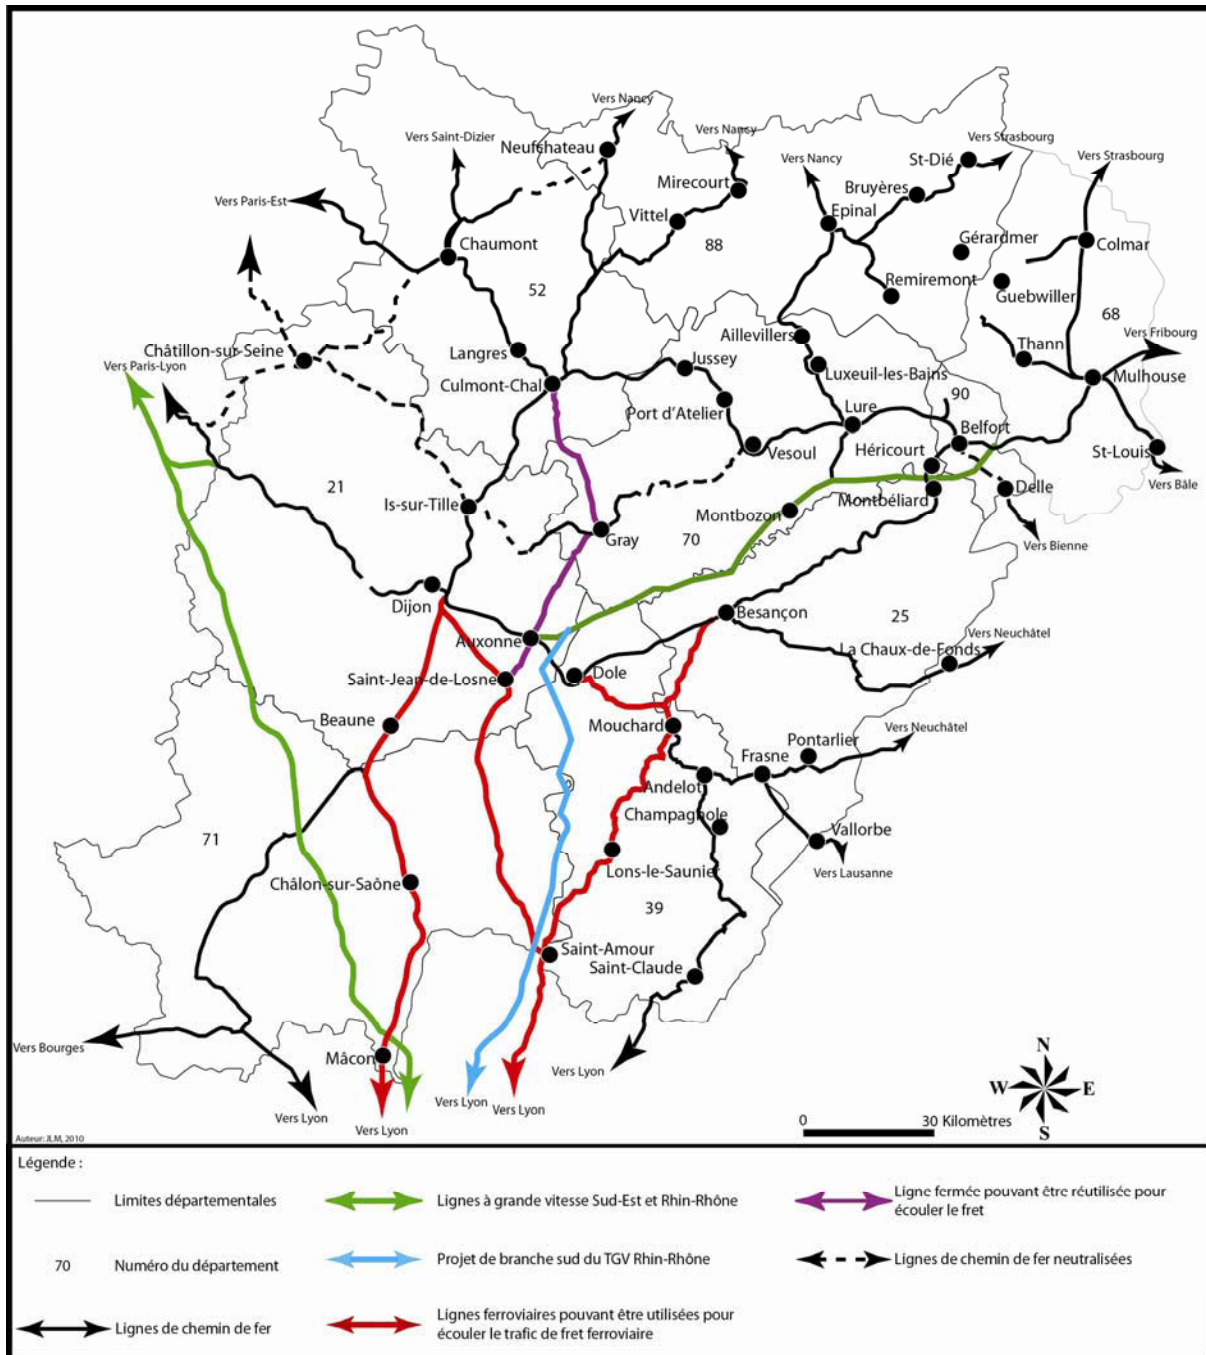 Vers Nancy
Vers Saint-Dizier
Neufchateau
Vers Nancy
Vers Strasbourg
St-Dié
Vers Strasbourg
Vers Nancy
Mirecourt
Bruyères
Vers Paris-Est
Vittel
Epinal
Chaumont
88
Gérardmer
Colmar
52
Remiremont
Guebwiller
68
Vers Fribourg
Aillevillers
Thann
Châtillon-sur-Seine
Langres
Jussey
Vers Paris-Lyon
Luxeuil-les-Bains
Mulhouse
Culmont-Chal
90
Port d'Atelier
Lure
Belfort
Vesoul
Héricourt
St-Louis
Vers Bâle
21
Delle
Is-sur-Tille
Montbéliard
Montbozon
Gray
70
Vers Bienne
Dijon
Besançon
25
Vers Neuchâtel
Auxonne
La Chaux-de-Fonds
Saint-Jean-de-Losne
Dole
Beaune
Mouchard
Vers Neuchâtel
Pontarlier
Frasne
Andelot
Champagnole
71
Vallorbe
Lons-le-Saunier
Vers Lausanne
Châlon-sur-Saône
39
Saint-Amour
Saint-Claude
Vers Bourges
Mâcon
Vers Lyon
Vers Lyon
Vers Lyon
Vers Lyon
Vers Lyon
N
W
E
S
0
30 Kilomètres
Auteur: JLM, 2010
Légende :
Limites départementales
Lignes à grande vitesse Sud-Est et Rhin-Rhône
Ligne fermée pouvant être réutilisée pour
écouler le fret
70
Numéro du département
Projet de branche sud du TGV Rhin-Rhône
Lignes de chemin de fer neutralisées
Lignes de chemin de fer
Lignes ferroviaires pouvant être utilisées pour
écouler le trafic de fret ferroviaire